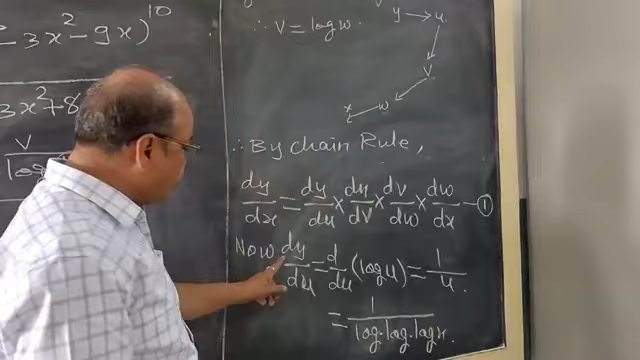 - 3x² - 9x)¹⁰
3x² + 8
V
log
∴ V = log w.
y → u
V
w
x
∴ By chain Rule,
dy/dx = dy/du × du/dV × dV/dw × dw/dx — ①
Now dy/du = d/du (log u) = 1/u.
= 1/log.log.logx.